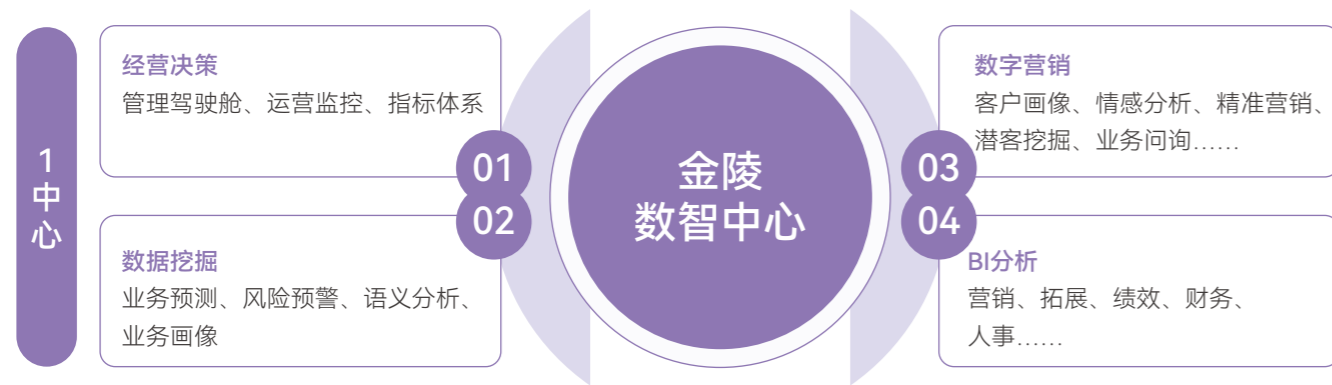 1
中
心
经营决策
管理驾驶舱、运营监控、指标体系
01
02
数据挖掘
业务预测、风险预警、语义分析、
业务画像
金陵
数智中心
数字营销
客户画像、情感分析、精准营销、
潜客挖掘、业务问询……
03
04
BI分析
营销、拓展、绩效、财务、
人事……